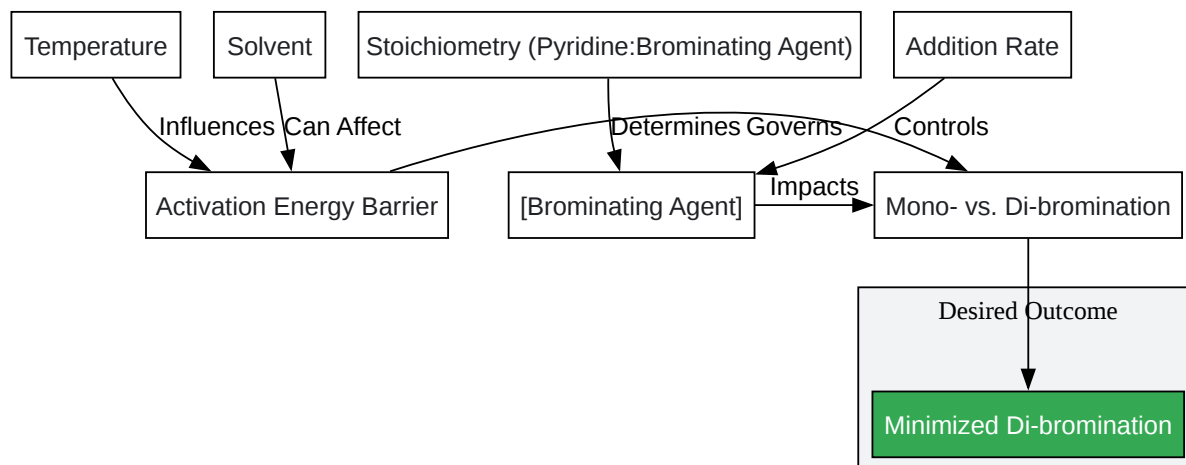 Temperature
Solvent
Stoichiometry (Pyridine:Brominating Agent)
Addition Rate
Influences
Can Affect
Determines
Governs
Controls
Activation Energy Barrier
[Brominating Agent]
Impacts
Mono- vs. Di-bromination
Desired Outcome
Minimized Di-bromination